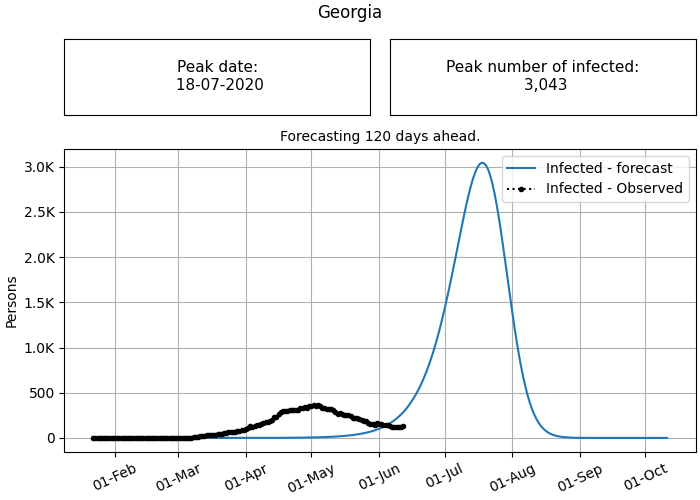 Georgia
Peak date:
18-07-2020
Peak number of infected:
3,043
Forecasting 120 days ahead.
3.0K
2.5K
2.0K
1.5K
1.0K
500
0
Persons
Infected - forecast
Infected - Observed
01-Feb
01-Mar
01-Apr
01-May
01-Jun
01-Jul
01-Aug
01-Sep
01-Oct